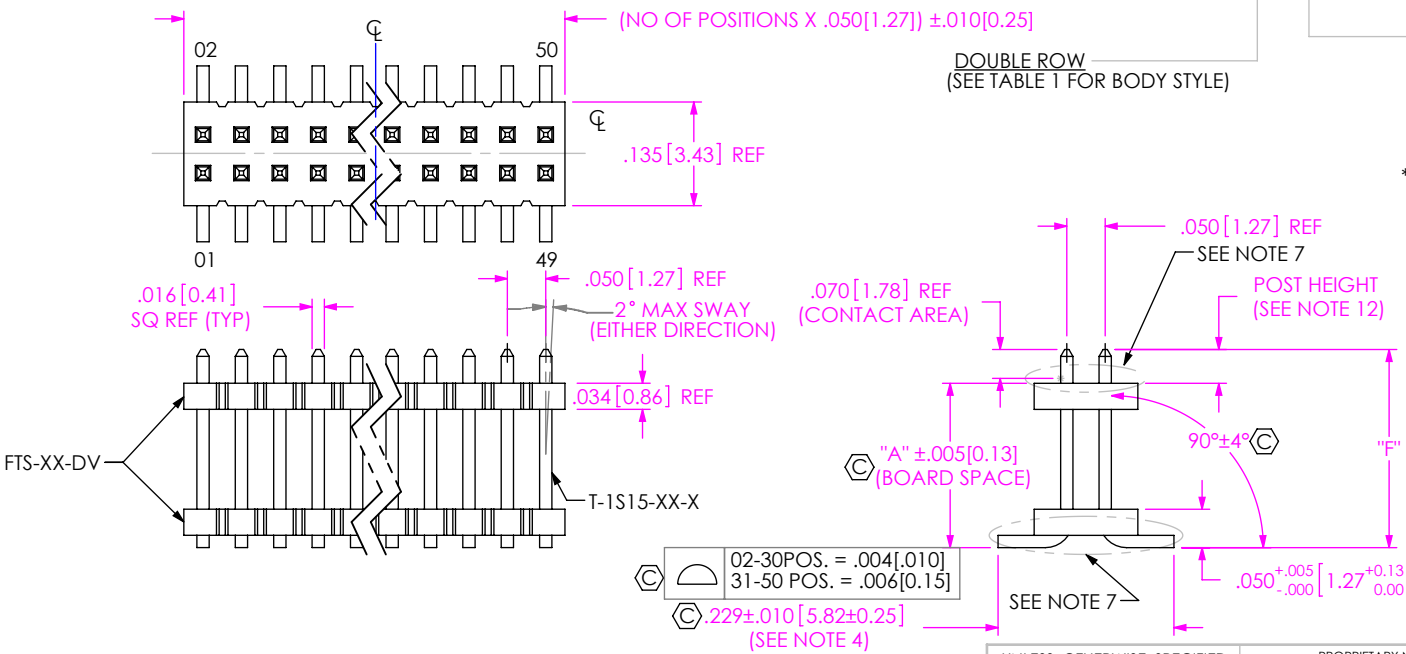 (NO OF POSITIONS X .050[1.27]) ±.010[0.25]
℄
02
50
DOUBLE ROW
(SEE TABLE 1 FOR BODY STYLE)
℄
.135[3.43] REF
*
01
49
.050[1.27] REF
SEE NOTE 7
.016[0.41]
SQ REF (TYP)
.050[1.27] REF
2° MAX SWAY
(EITHER DIRECTION)
.070[1.78] REF
(CONTACT AREA)
POST HEIGHT
(SEE NOTE 12)
.034[0.86] REF
FTS-XX-DV
T-1S15-XX-X
C
"A" ±.005[0.13]
(BOARD SPACE)
90°±4° C
"F"
C
02-30POS. = .004[.010]
31-50 POS. = .006[0.15]
C .229±.010[5.82±0.25]
(SEE NOTE 4)
SEE NOTE 7
.050 +.005 -.000 [1.27 +0.13 0.00